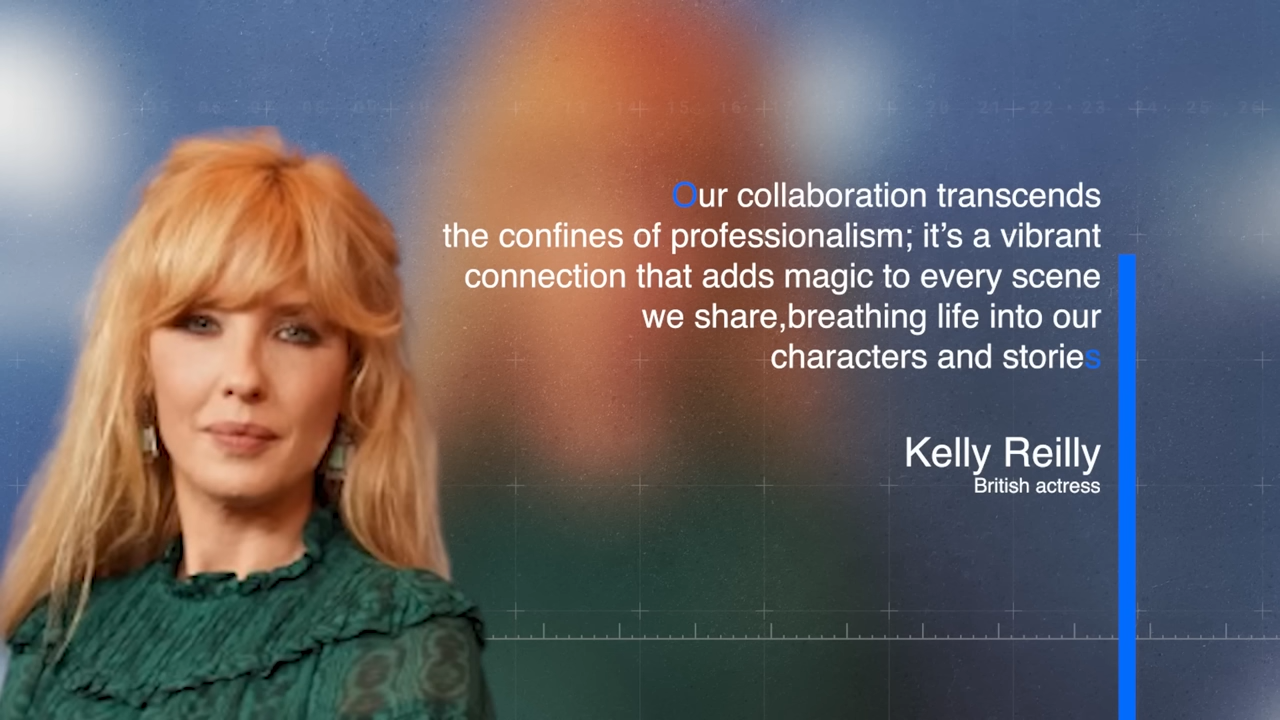 Our collaboration transcends
the confines of professionalism; it’s a vibrant
connection that adds magic to every scene
we share,breathing life into our
characters and stories
Kelly Reilly
British actress